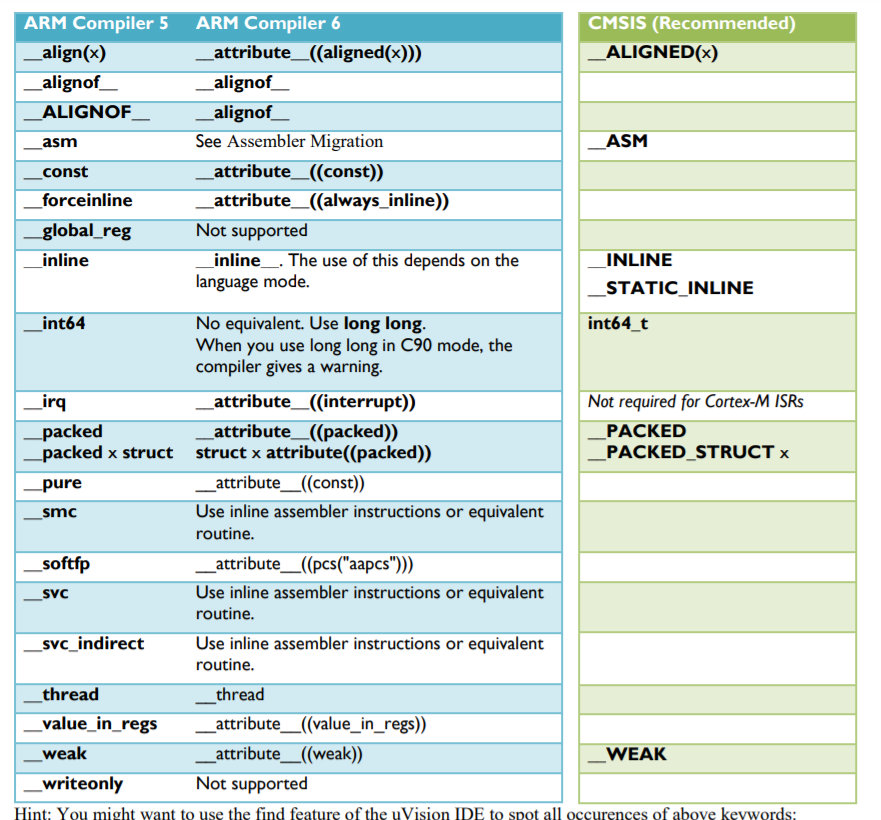 ARM Compiler 5 ARM Compiler 6 CMSIS (Recommended)
__align(x) __attribute__((aligned(x))) __ALIGNED(x)
__alignof__ __alignof__
__ALIGNOF__ __alignof__
__asm See Assembler Migration __ASM
__const __attribute__((const))
__forceinline __attribute__((always_inline))
__global_reg Not supported
__inline __inline__. The use of this depends on the __INLINE
language mode.
__STATIC_INLINE
__int64 No equivalent. Use long long. int64_t
When you use long long in C90 mode, the
compiler gives a warning.
__irq __attribute__((interrupt)) Not required for Cortex-M ISRs
__packed __attribute__((packed)) __PACKED
__packed x struct struct x attribute((packed)) __PACKED_STRUCT x
__pure __attribute__((const))
__smc Use inline assembler instructions or equivalent
routine.
__softfp __attribute__((pcs("aapcs")))
__svc Use inline assembler instructions or equivalent
routine.
__svc_indirect Use inline assembler instructions or equivalent
routine.
__thread __thread
__value_in_regs __attribute__((value_in_regs))
__weak __attribute__((weak)) __WEAK
__writeonly Not supported
Hint: You might want to use the find feature of the uVision IDE to spot all occurences of above keywords: